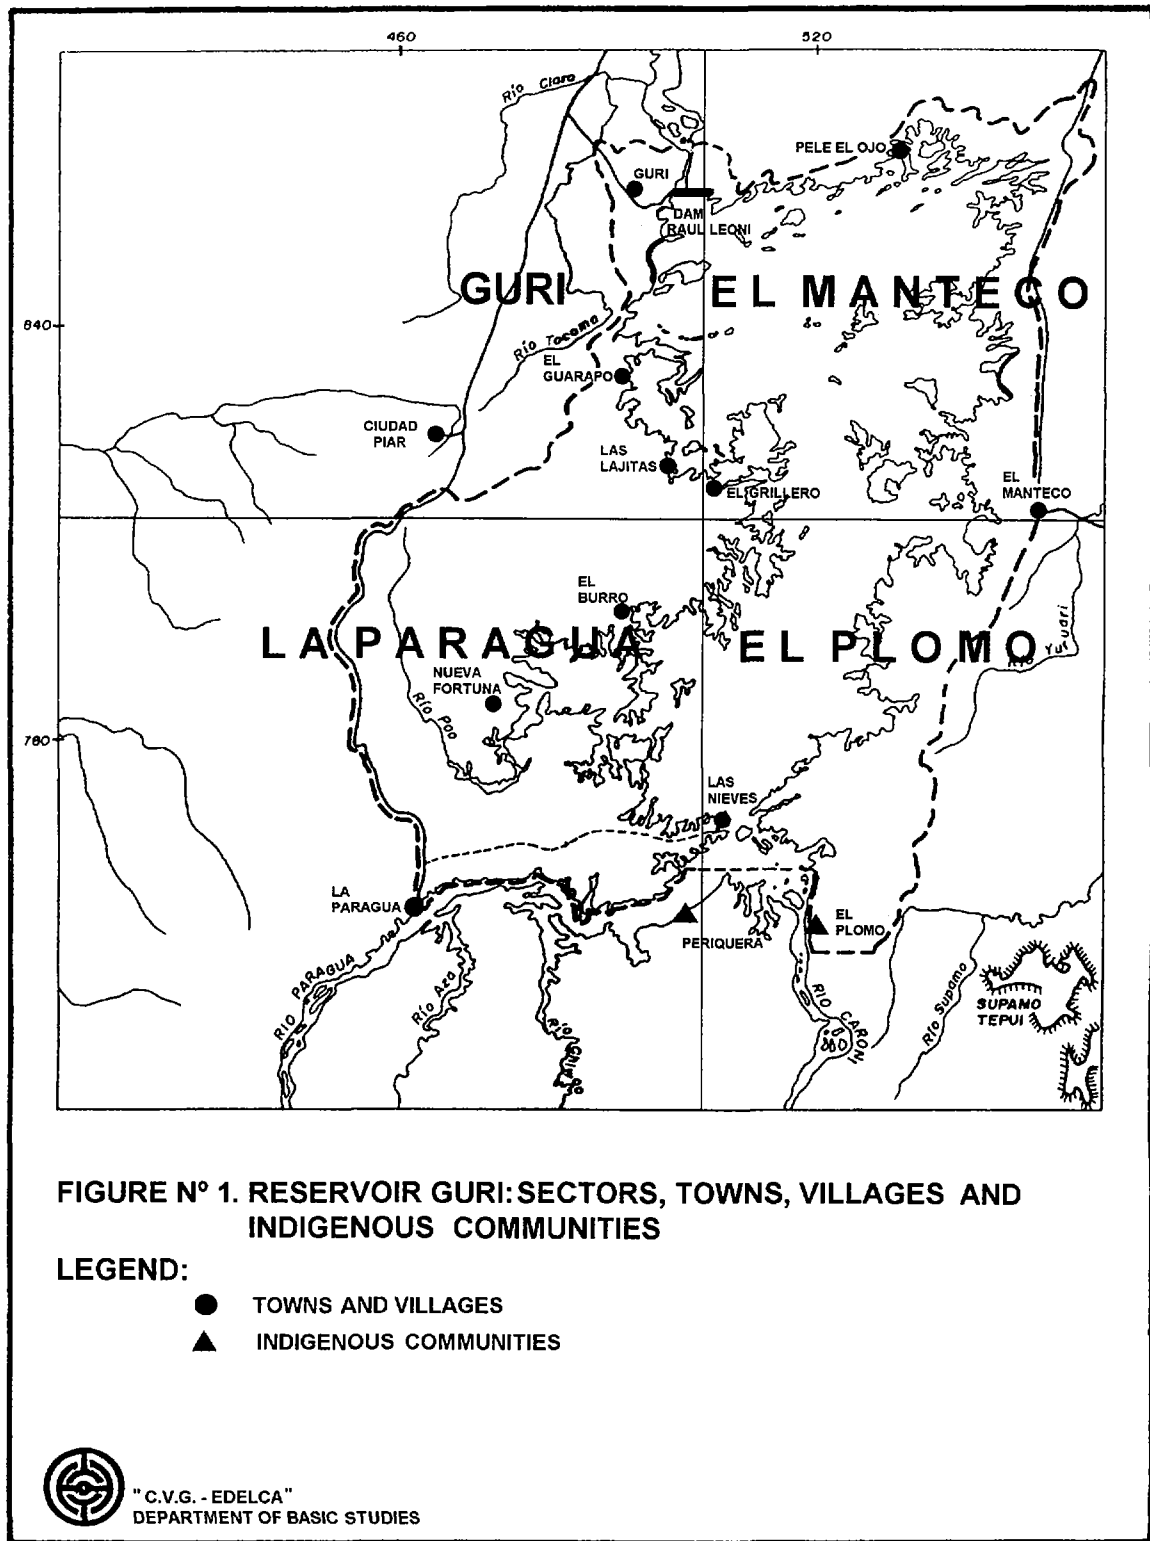 460
520
Río Claro
PELE EL OJO
GURI
DAM
RAUL LEONI
GURI
EL MANTECO
840
Río Tocoma
EL
GUARAPO
CIUDAD
PIAR
LAS
LAJITAS
EL GRILLERO
EL
MANTECO
EL
BURRO
LA PARAGUA
EL PLOMO
Río Yuruari
NUEVA
FORTUNA
Río Pao
780
LAS
NIEVES
LA
PARAGUA
PERIQUERA
EL
PLOMO
RIO PARAGUA
Río Aza
RIO CARONI
Río Supamo
SUPAMO
TEPUI
FIGURE Nº 1. RESERVOIR GURI: SECTORS, TOWNS, VILLAGES AND
INDIGENOUS COMMUNITIES
LEGEND:
TOWNS AND VILLAGES
INDIGENOUS COMMUNITIES
"C.V.G. - EDELCA"
DEPARTMENT OF BASIC STUDIES